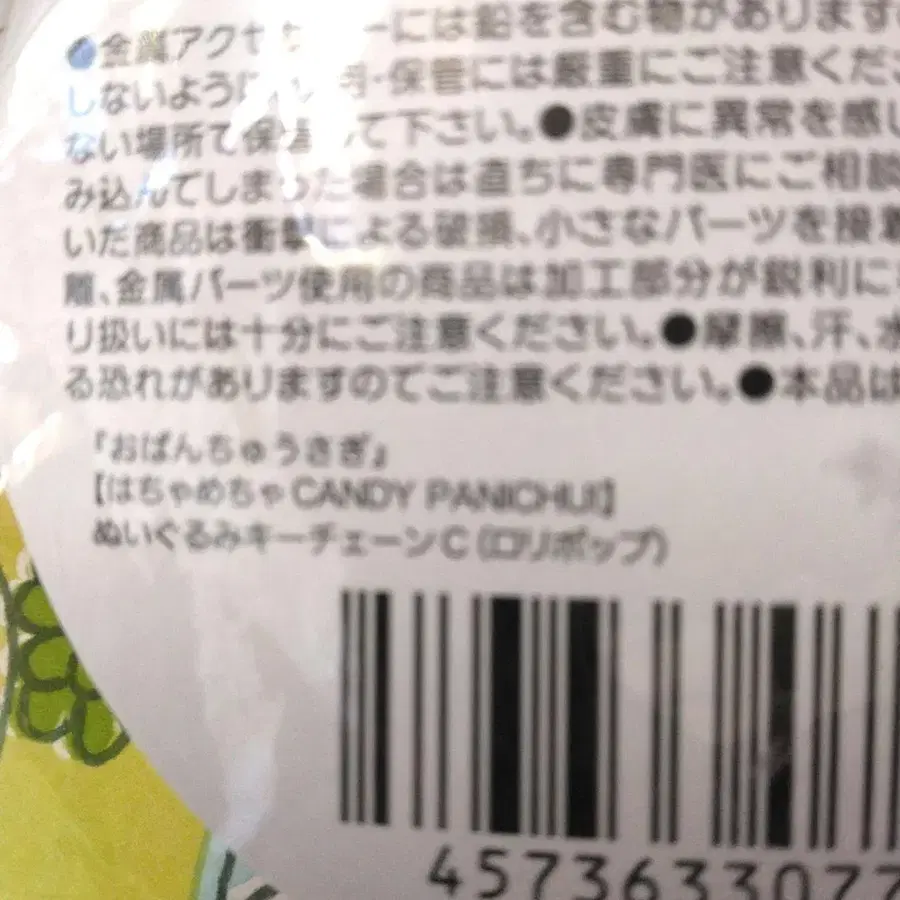 ●金属アクセサリーには鉛を含む物があります
しないように使用・保管には厳重にご注意くださ
ない場所で保管して下さい。●皮膚に異常を感じ
み込んでしまった場合は直ちに専門医にご相談
いた商品は衝撃による破損、小さなパーツを接着
離、金属パーツ使用の商品は加工部分が鋭利に
り扱いには十分にご注意ください。●摩擦、汗、水
る恐れがありますのでご注意ください。●本品は
『おぱんちゅうさぎ』
【はちゃめちゃCANDY PANICHU!】
ぬいぐるみキーチェーンC(ロリポップ)
4573633077